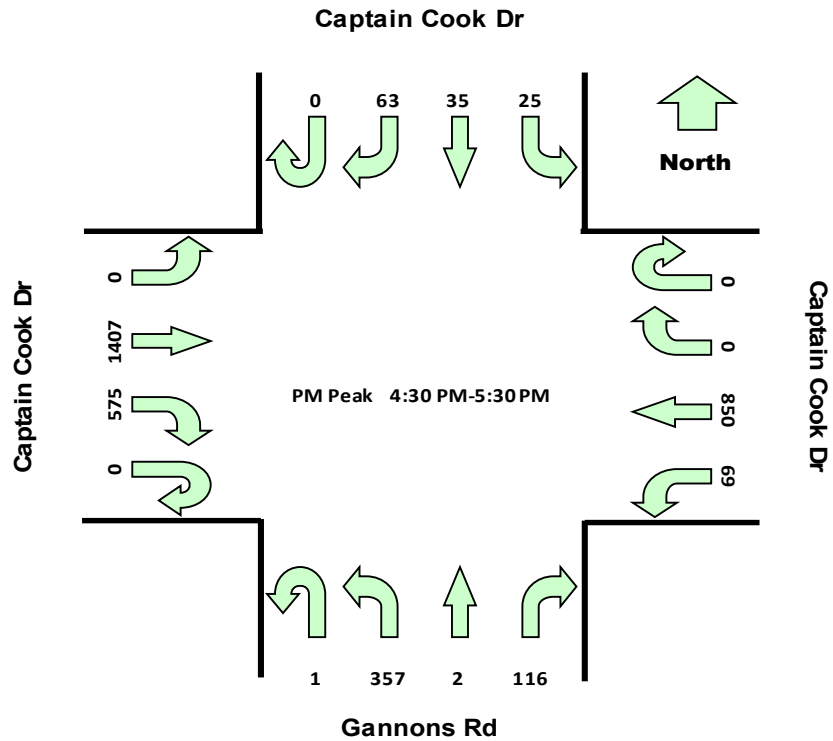 Captain Cook Dr
0 63 35 25
North
0
1407
575
0
Captain Cook Dr
PM Peak 4:30 PM-5:30 PM
0
0
850
69
Captain Cook Dr
1 357 2 116
Gannons Rd